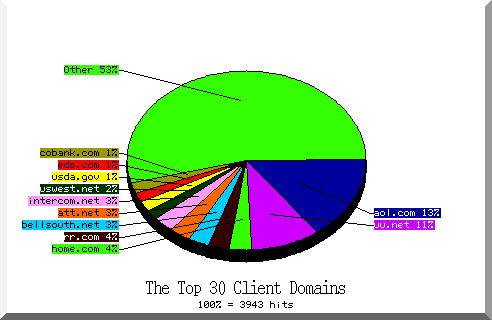 Other 53%
cobank.com 1%
eds.com 1%
usda.gov 1%
uswest.net 2%
intercom.net 3%
att.net 3%
bellsouth.net 3%
rr.com 4%
home.com 4%
aol.com 13%
uu.net 11%
The Top 30 Client Domains
100% = 3943 hits